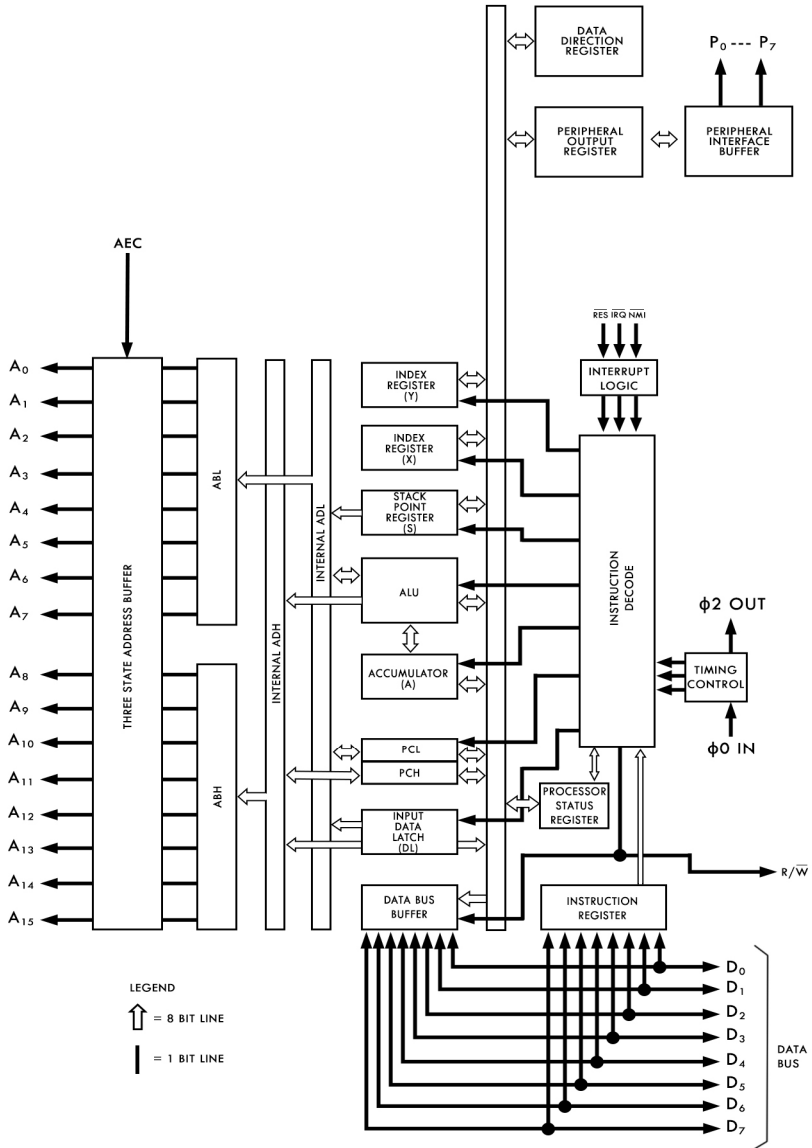 DATA
DIRECTION
REGISTER
P₀ --- P₇
PERIPHERAL
OUTPUT
REGISTER
PERIPHERAL
INTERFACE
BUFFER
AEC
R̅E̅S̅ I̅R̅Q̅ N̅M̅I̅
INTERRUPT
LOGIC
A₀
A₁
A₂
A₃
A₄
A₅
A₆
A₇
A₈
A₉
A₁₀
A₁₁
A₁₂
A₁₃
A₁₄
A₁₅
THREE STATE ADDRESS BUFFER
ABL
ABH
INTERNAL ADH
INTERNAL ADL
INDEX
REGISTER
(Y)
INDEX
REGISTER
(X)
STACK
POINT
REGISTER
(S)
ALU
ACCUMULATOR
(A)
PCL
PCH
INPUT
DATA
LATCH
(DL)
DATA BUS
BUFFER
INSTRUCTION
DECODE
ϕ2 OUT
TIMING
CONTROL
ϕ0 IN
PROCESSOR
STATUS
REGISTER
R/W̅
INSTRUCTION
REGISTER
D₀
D₁
D₂
D₃
D₄
D₅
D₆
D₇
DATA
BUS
LEGEND
= 8 BIT LINE
= 1 BIT LINE